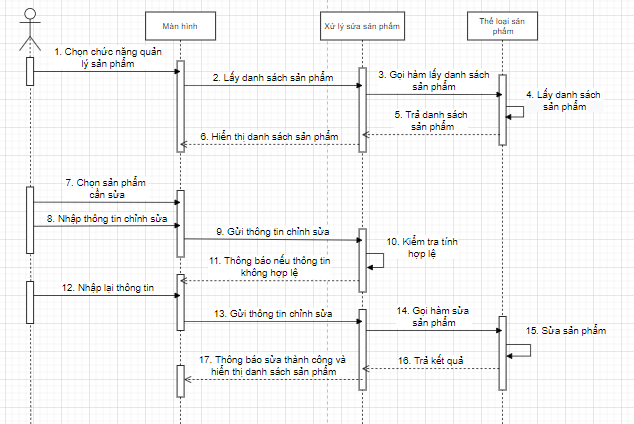 Màn hình
Xử lý sửa sản phẩm
Thể loại sản
phẩm
1. Chọn chức năng quản
lý sản phẩm
2. Lấy danh sách sản phẩm
3. Gọi hàm lấy danh sách
sản phẩm
4. Lấy danh sách
sản phẩm
5. Trả danh sách
sản phẩm
6. Hiển thị danh sách sản phẩm
7. Chọn sản phẩm
cần sửa
8. Nhập thông tin chỉnh sửa
9. Gửi thông tin chỉnh sửa
10. Kiểm tra tính
hợp lệ
11. Thông báo nếu thông tin
không hợp lệ
12. Nhập lại thông tin
13. Gửi thông tin chỉnh sửa
14. Gọi hàm sửa
sản phẩm
15. Sửa sản phẩm
16. Trả kết quả
17. Thông báo sửa thành công và
hiển thị danh sách sản phẩm